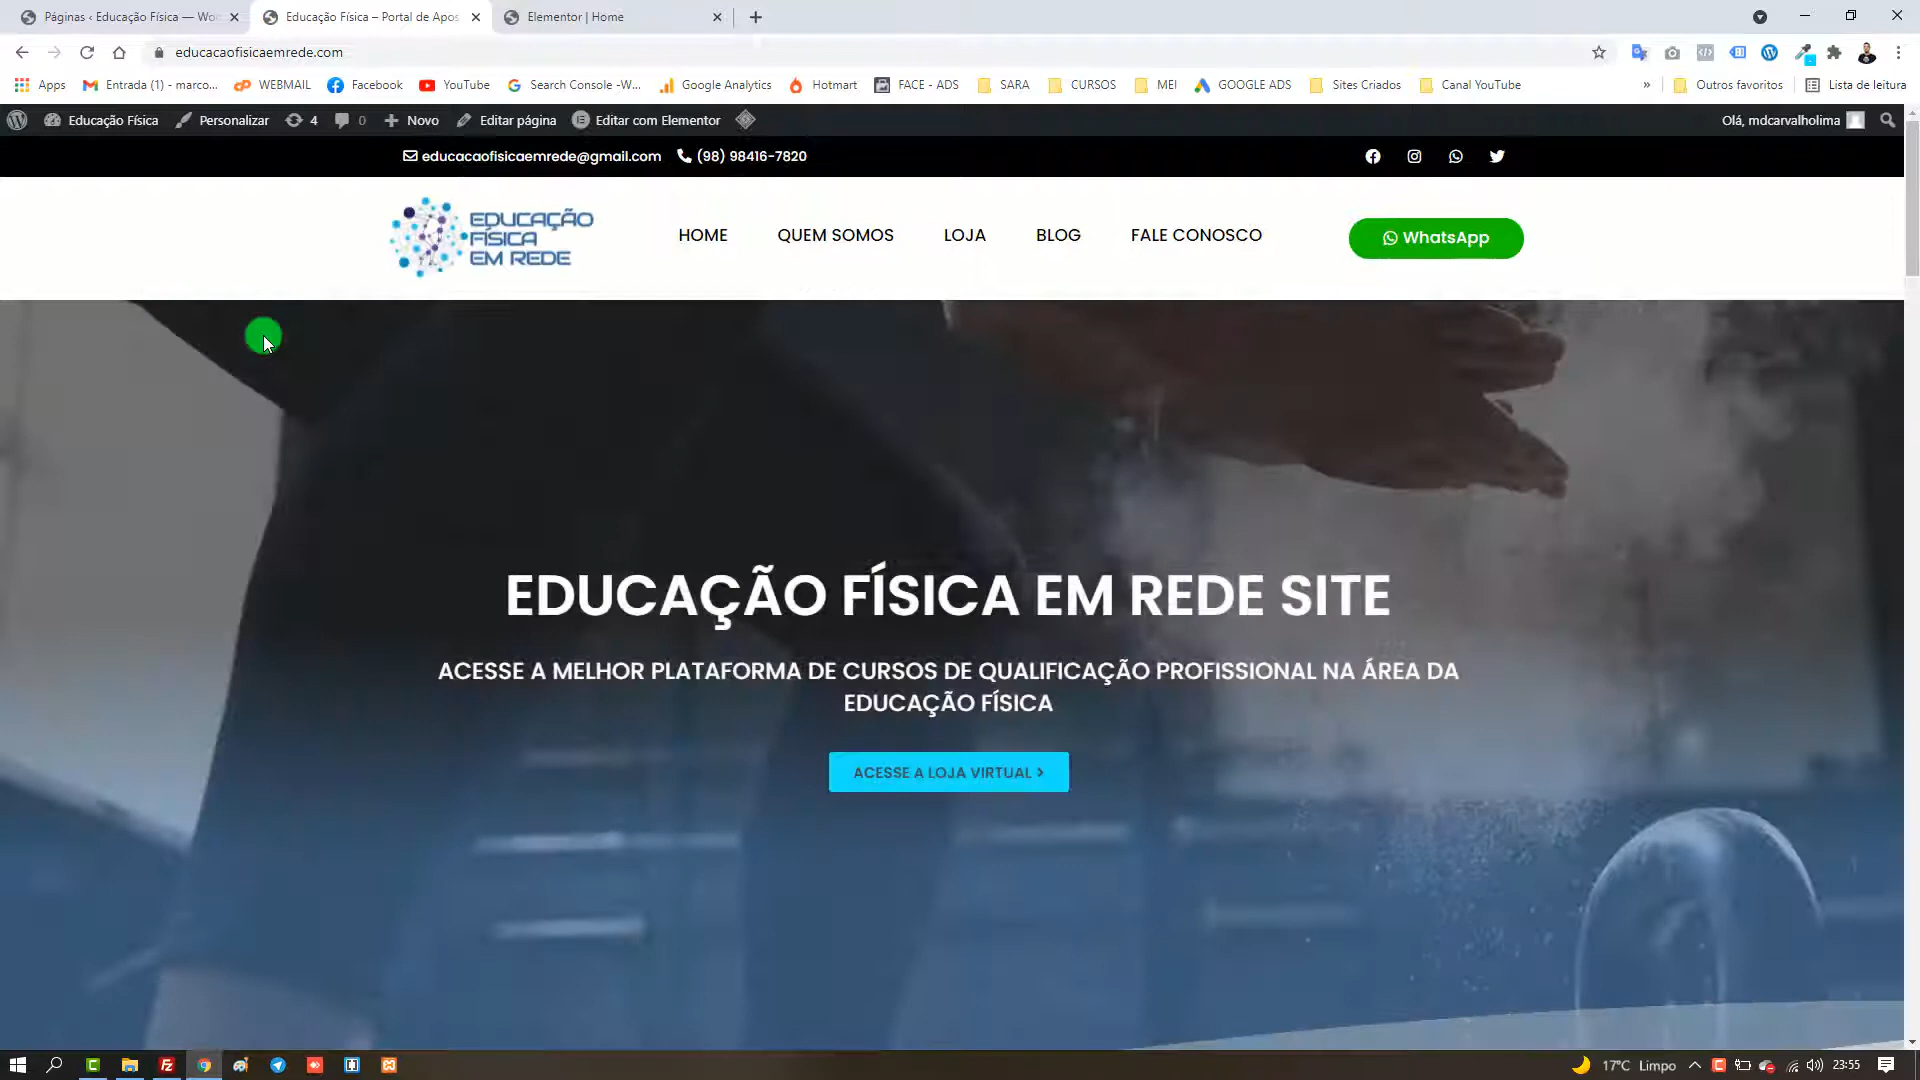 Páginas ‹ Educação Física — Wo
Educação Física – Portal de Apos
Elementor | Home
educacaofisicaemrede.com
Apps
Entrada (1) - marco...
WEBMAIL
Facebook
YouTube
Search Console -W...
Google Analytics
Hotmart
FACE - ADS
SARA
CURSOS
MEI
GOOGLE ADS
Sites Criados
Canal YouTube
»
Outros favoritos
Lista de leitura
Educação Física
Personalizar
4
0
Novo
Editar página
Editar com Elementor
Olá, mdcarvalholima
educacaofisicaemrede@gmail.com
(98) 98416-7820
EDUCAÇÃO
FÍSICA
EM REDE
HOME
QUEM SOMOS
LOJA
BLOG
FALE CONOSCO
WhatsApp
EDUCAÇÃO FÍSICA EM REDE SITE
ACESSE A MELHOR PLATAFORMA DE CURSOS DE QUALIFICAÇÃO PROFISSIONAL NA ÁREA DA
EDUCAÇÃO FÍSICA
ACESSE A LOJA VIRTUAL
17°C Limpo
23:55